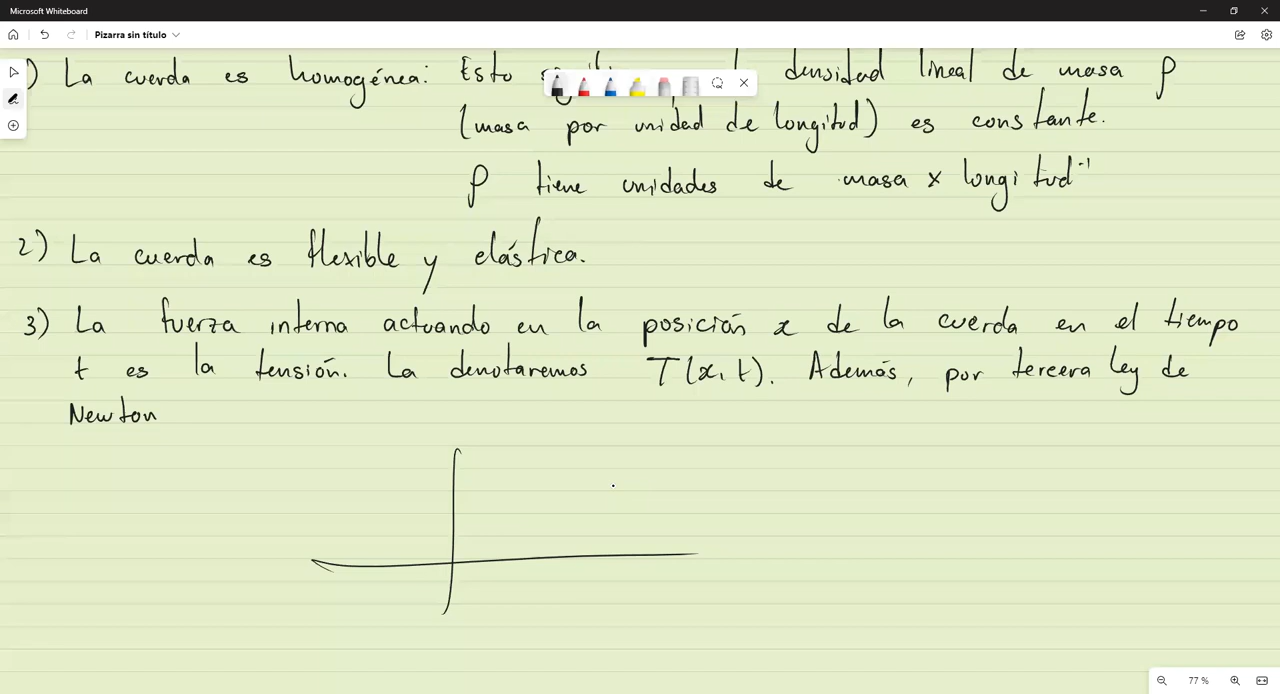 Microsoft Whiteboard
Pizarra sin título
) La cuerda es homogénea: Esto densidad lineal de masa ρ
(masa por unidad de longitud) es constante.
ρ tiene unidades de masa x longitud⁻¹
2) La cuerda es flexible y elástica.
3) La fuerza interna actuando en la posición x de la cuerda en el tiempo
t es la tensión. La denotaremos T(x,t). Además, por tercera ley de
Newton
77 %